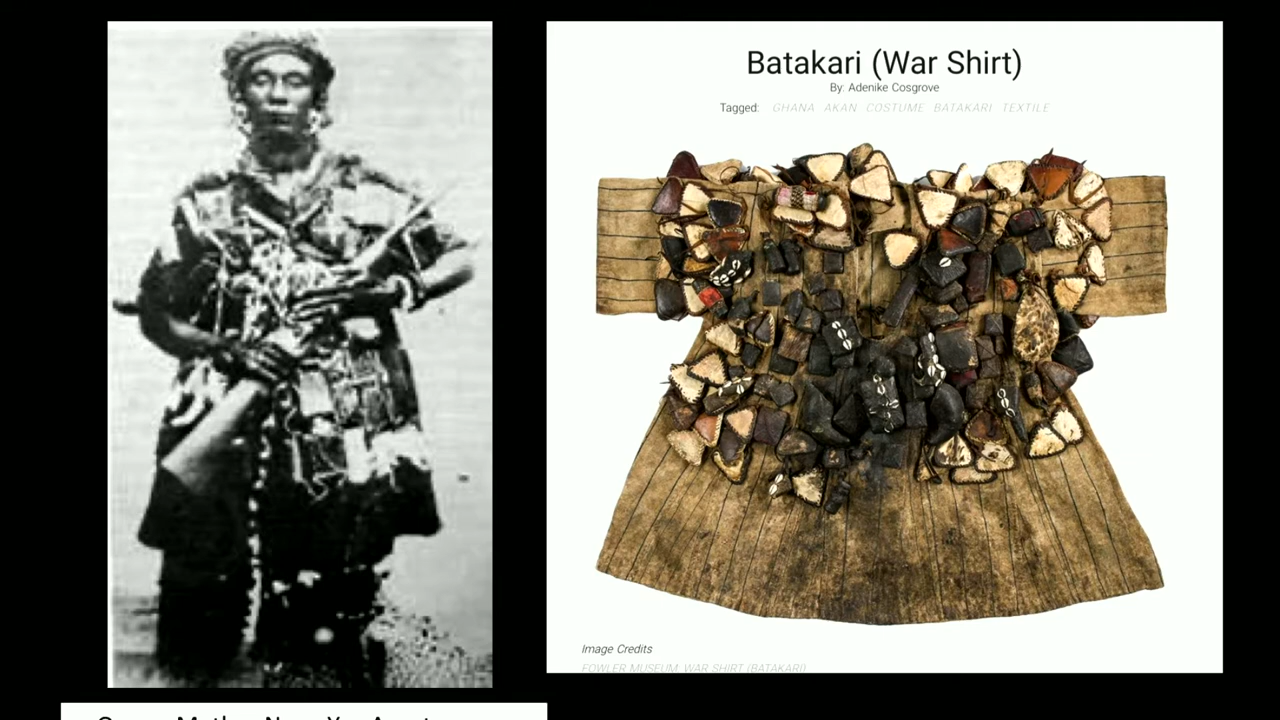 Batakari (War Shirt)
By: Adenike Cosgrove
Tagged: GHANA AKAN COSTUME BATAKARI TEXTILE
Image Credits
FOWLER MUSEUM, WAR SHIRT (BATAKARI)